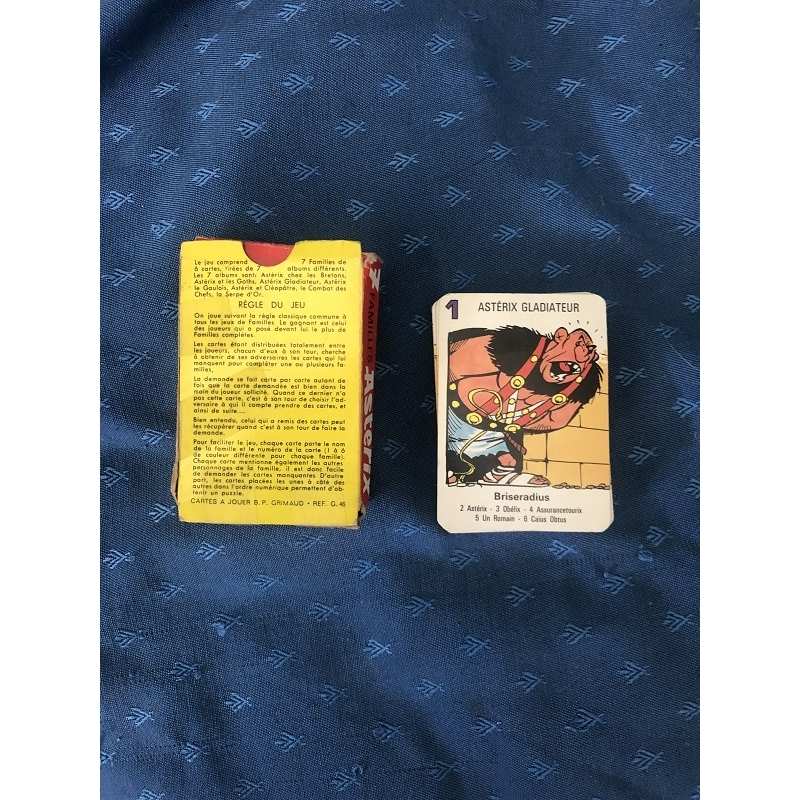 Le jeu comprend 7 Familles de
6 cartes, tirées de 7 albums différents.
Les 7 albums sont: Astérix chez les Bretons,
Astérix et les Goths, Astérix Gladiateur, Astérix
le Gaulois, Astérix et Cléopâtre, le Combat des
Chefs, la Serpe d'Or.
RÈGLE DU JEU
On joue suivant la règle classique commune à
tous les jeux de Familles. Le gagnant est celui
des joueurs qui a posé devant lui le plus de
Familles complètes.
Les cartes étant distribuées totalement entre
les joueurs, chacun d'eux à son tour, cherche
à obtenir de ses adversaires les cartes qui lui
manquent pour compléter une ou plusieurs fa-
milles,
La demande se fait carte par carte autant de
fois que la carte demandée est bien dans la
main du joueur sollicité. Quand ce dernier n'a
pas cette carte, c'est à son tour de choisir l'ad-
versaire à qui il compte prendre des cartes, et
ainsi de suite...
Bien entendu, celui qui a remis des cartes peut
les récupérer quand c'est à son tour de faire la
demande.
Pour faciliter le jeu, chaque carte porte le nom
de la famille et le numéro de la carte (1 à 6
de couleur différente pour chaque famille).
Chaque carte mentionne également les autres
personnages de la famille, il est donc facile
de demander les cartes manquantes. D'autre
part, les cartes placées les unes à côté des
autres dans l'ordre numérique permettent d'ob-
tenir un puzzle.
CARTES A JOUER B.P. GRIMAUD - REF. G. 46
7 FAMILLES Astérix
1 ASTÉRIX GLADIATEUR
Briseradius
2 Astérix - 3 Obélix - 4 Assurancetourix
5 Un Romain - 6 Caius Obtus